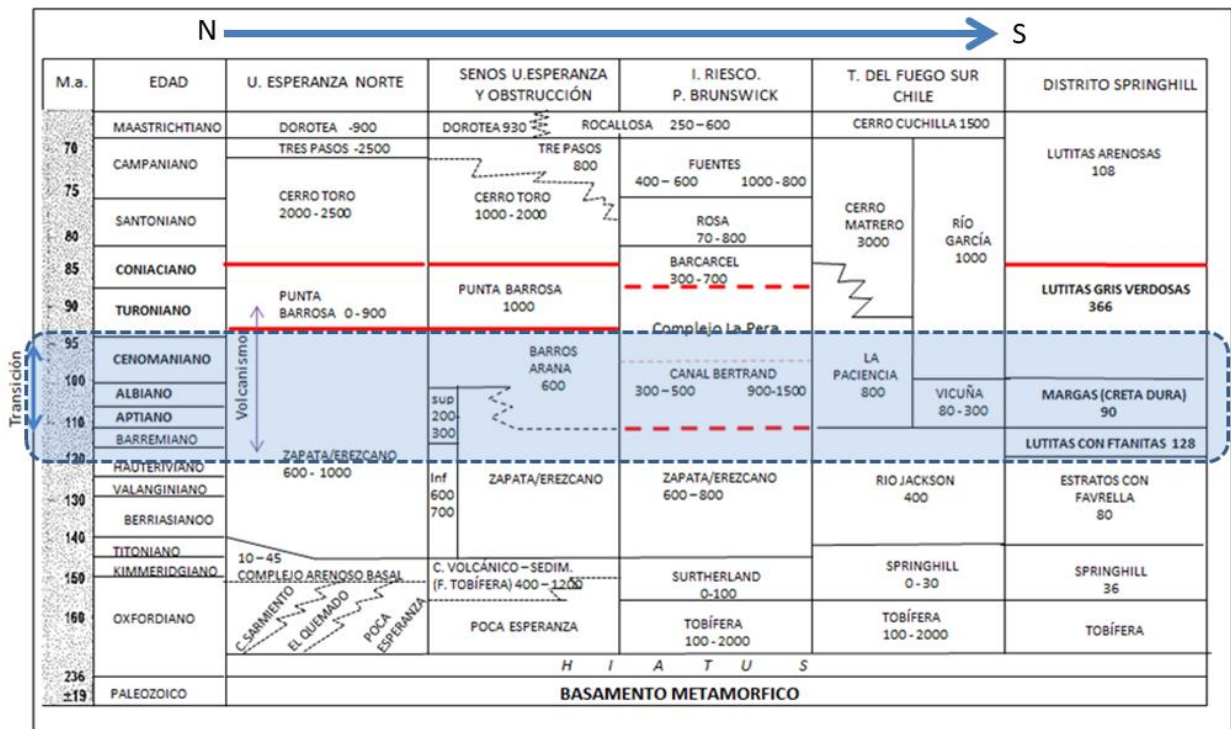 N S
M.a. EDAD U. ESPERANZA NORTE SENOS U.ESPERANZA I. RIESCO. T. DEL FUEGO SUR DISTRITO SPRINGHILL
Y OBSTRUCCIÓN P. BRUNSWICK CHILE
MAASTRICHTIANO DOROTEA -900 DOROTEA 930 ROCALLOSA 250-600 CERRO CUCHILLA 1500
70 TRES PASOS -2500 TRE PASOS LUTITAS ARENOSAS
CAMPANIANO 800 FUENTES 108
75 400 – 600 1000 - 800
CERRO TORO CERRO TORO CERRO
SANTONIANO 2000 - 2500 1000 - 2000 ROSA MATRERO RÍO
80 70 - 800 3000 GARCÍA
85 CONIACIANO BARCARCEL 1000
300 - 700
PUNTA PUNTA BARROSA LUTITAS GRIS VERDOSAS
90 TURONIANO BARROSA 0 -900 1000 366
Complejo La Pera
95
CENOMANIANO BARROS LA
100 ARANA CANAL BERTRAND PACIENCIA
ALBIANO 600 300 – 500 900-1500 800 VICUÑA MARGAS (CRETA DURA)
Transición Volcanismo sup
110 APTIANO 200- 80 - 300 90
BARREMIANO 300 LUTITAS CON FTANITAS 128
120 ZAPATA/EREZCANO
HAUTERIVIANO 600 - 1000
VALANGINIANO Inf ZAPATA/EREZCANO ZAPATA/EREZCANO RIO JACKSON ESTRATOS CON
130 600 600 – 800 400 FAVRELLA
BERRIASIANOO 700 80
140
TITONIANO 10 – 45
KIMMERIDGIANO COMPLEJO ARENOSO BASAL C. VOLCÁNICO – SEDIM. SPRINGHILL SPRINGHILL
150 (F. TOBÍFERA) 400 – 1200 SURTHERLAND 0 -30 36
0-100
OXFORDIANO C.SARMIENTO EL QUEMADO POCA ESPERANZA
160 POCA ESPERANZA TOBÍFERA TOBÍFERA TOBÍFERA
100 - 2000 100 - 2000
H I A T U S
236
±19 PALEOZOICO BASAMENTO METAMORFICO